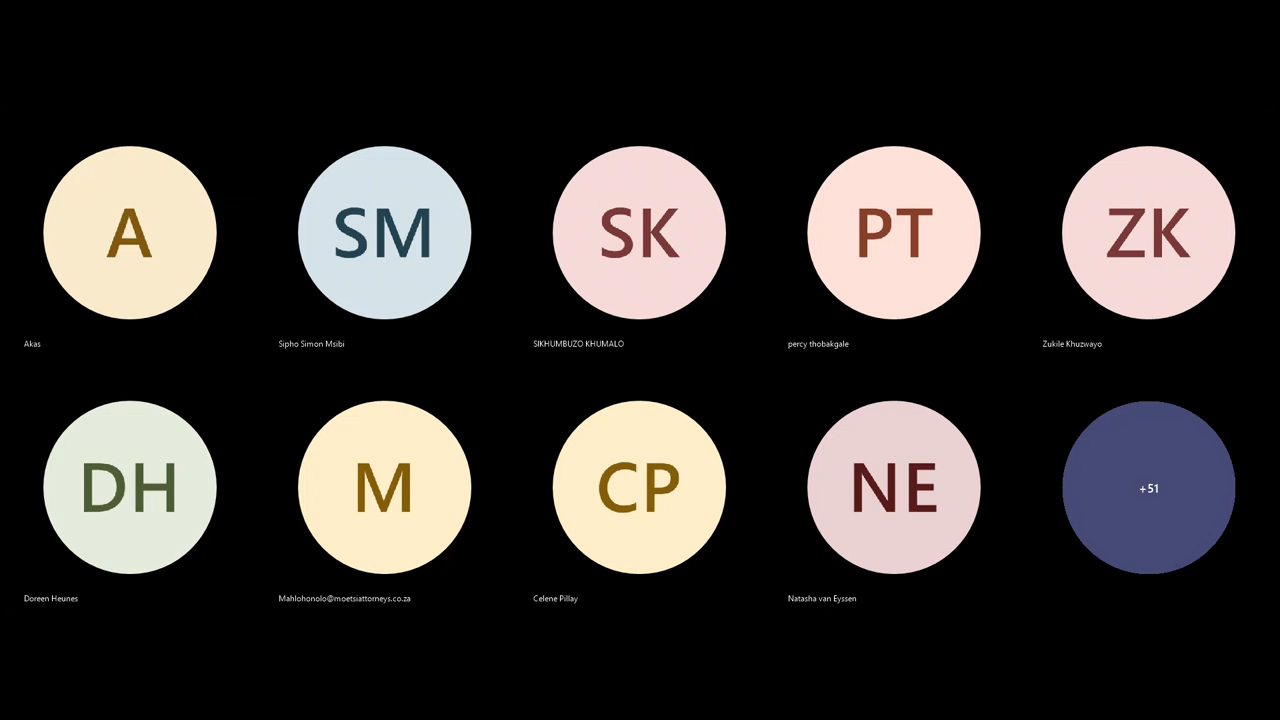 A
SM
SK
PT
ZK
Akas
Sipho Simon Msibi
SIKHUMBUZO KHUMALO
percy thobakgale
Zukile Khuzwayo
DH
M
CP
NE
+51
Doreen Heunes
Mahlohonolo@moetsiattorneys.co.za
Celene Pillay
Natasha van Eyssen